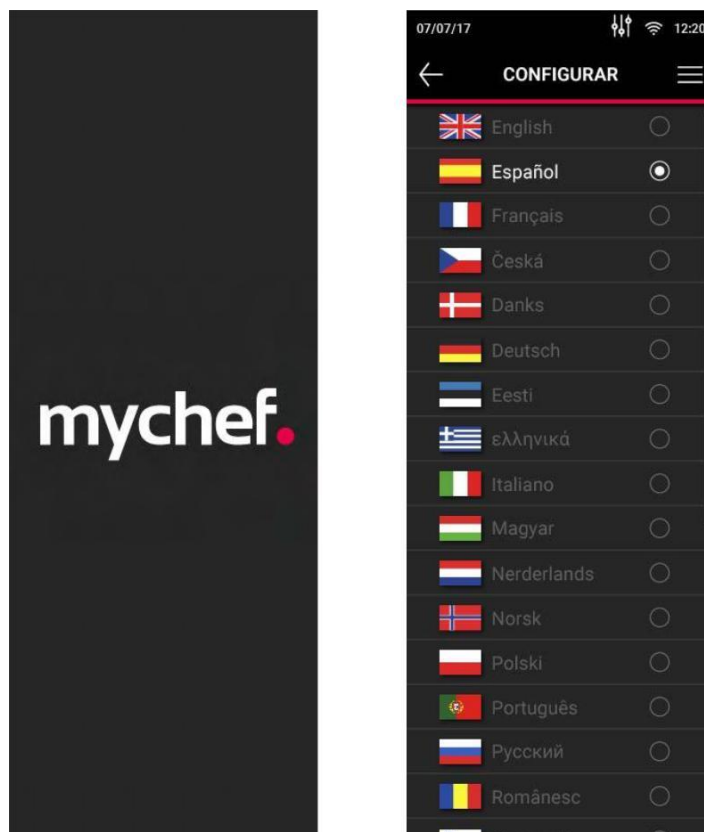 mychef.
07/07/17 12:20
CONFIGURAR
English
Español
Français
Česká
Danks
Deutsch
Eesti
ελληνικά
Italiano
Magyar
Nerderlands
Norsk
Polski
Português
Русский
Românesc